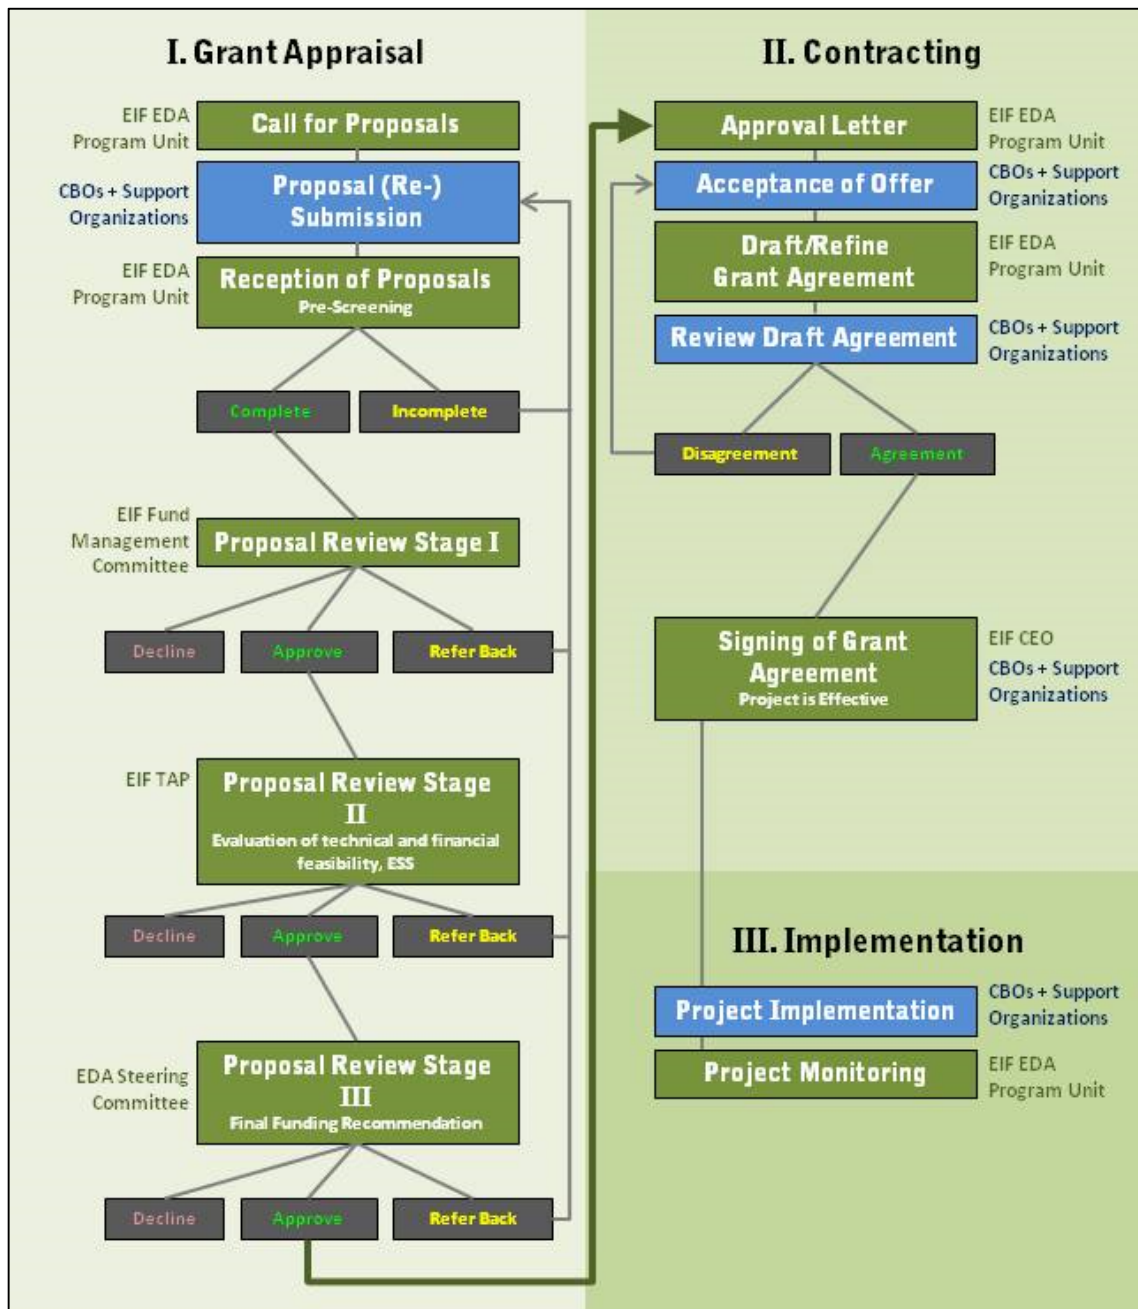 I. Grant Appraisal
EIF EDA
Program Unit
Call for Proposals
CBOs + Support
Organizations
Proposal (Re-)
Submission
EIF EDA
Program Unit
Reception of Proposals
Pre-Screening
Complete
Incomplete
EIF Fund
Management
Committee
Proposal Review Stage I
Decline
Approve
Refer Back
EIF TAP
Proposal Review Stage
II
Evaluation of technical and financial
feasibility, ESS
Decline
Approve
Refer Back
EDA Steering
Committee
Proposal Review Stage
III
Final Funding Recommendation
Decline
Approve
Refer Back
II. Contracting
Approval Letter
EIF EDA
Program Unit
Acceptance of Offer
CBOs + Support
Organizations
Draft/Refine
Grant Agreement
EIF EDA
Program Unit
Review Draft Agreement
CBOs + Support
Organizations
Disagreement
Agreement
Signing of Grant
Agreement
Project is Effective
EIF CEO
CBOs + Support
Organizations
III. Implementation
Project Implementation
CBOs + Support
Organizations
Project Monitoring
EIF EDA
Program Unit